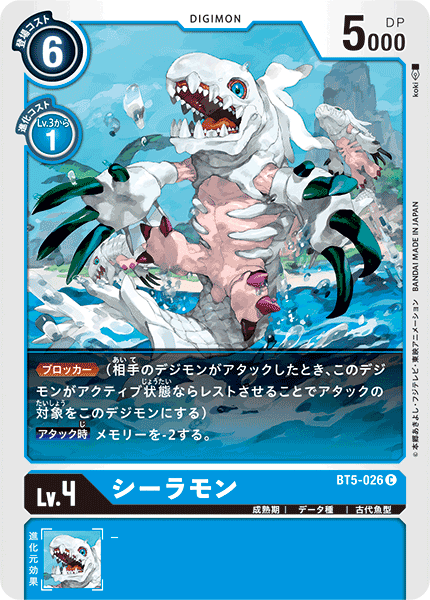 登場コスト
6
DIGIMON
5000
DP
進化コスト
Lv.3から
1
koki
©本郷あきよし・フジテレビ・東映アニメーション BANDAI MADE IN JAPAN
ブロッカー (相手のデジモンがアタックしたとき、このデジ
モンがアクティブ状態ならレストさせることでアタックの
対象をこのデジモンにする)
アタック時 メモリーを-2する。
BT5-026 C
Lv.4 シーラモン
成熟期 | データ種 | 古代魚型
進化元効果
–